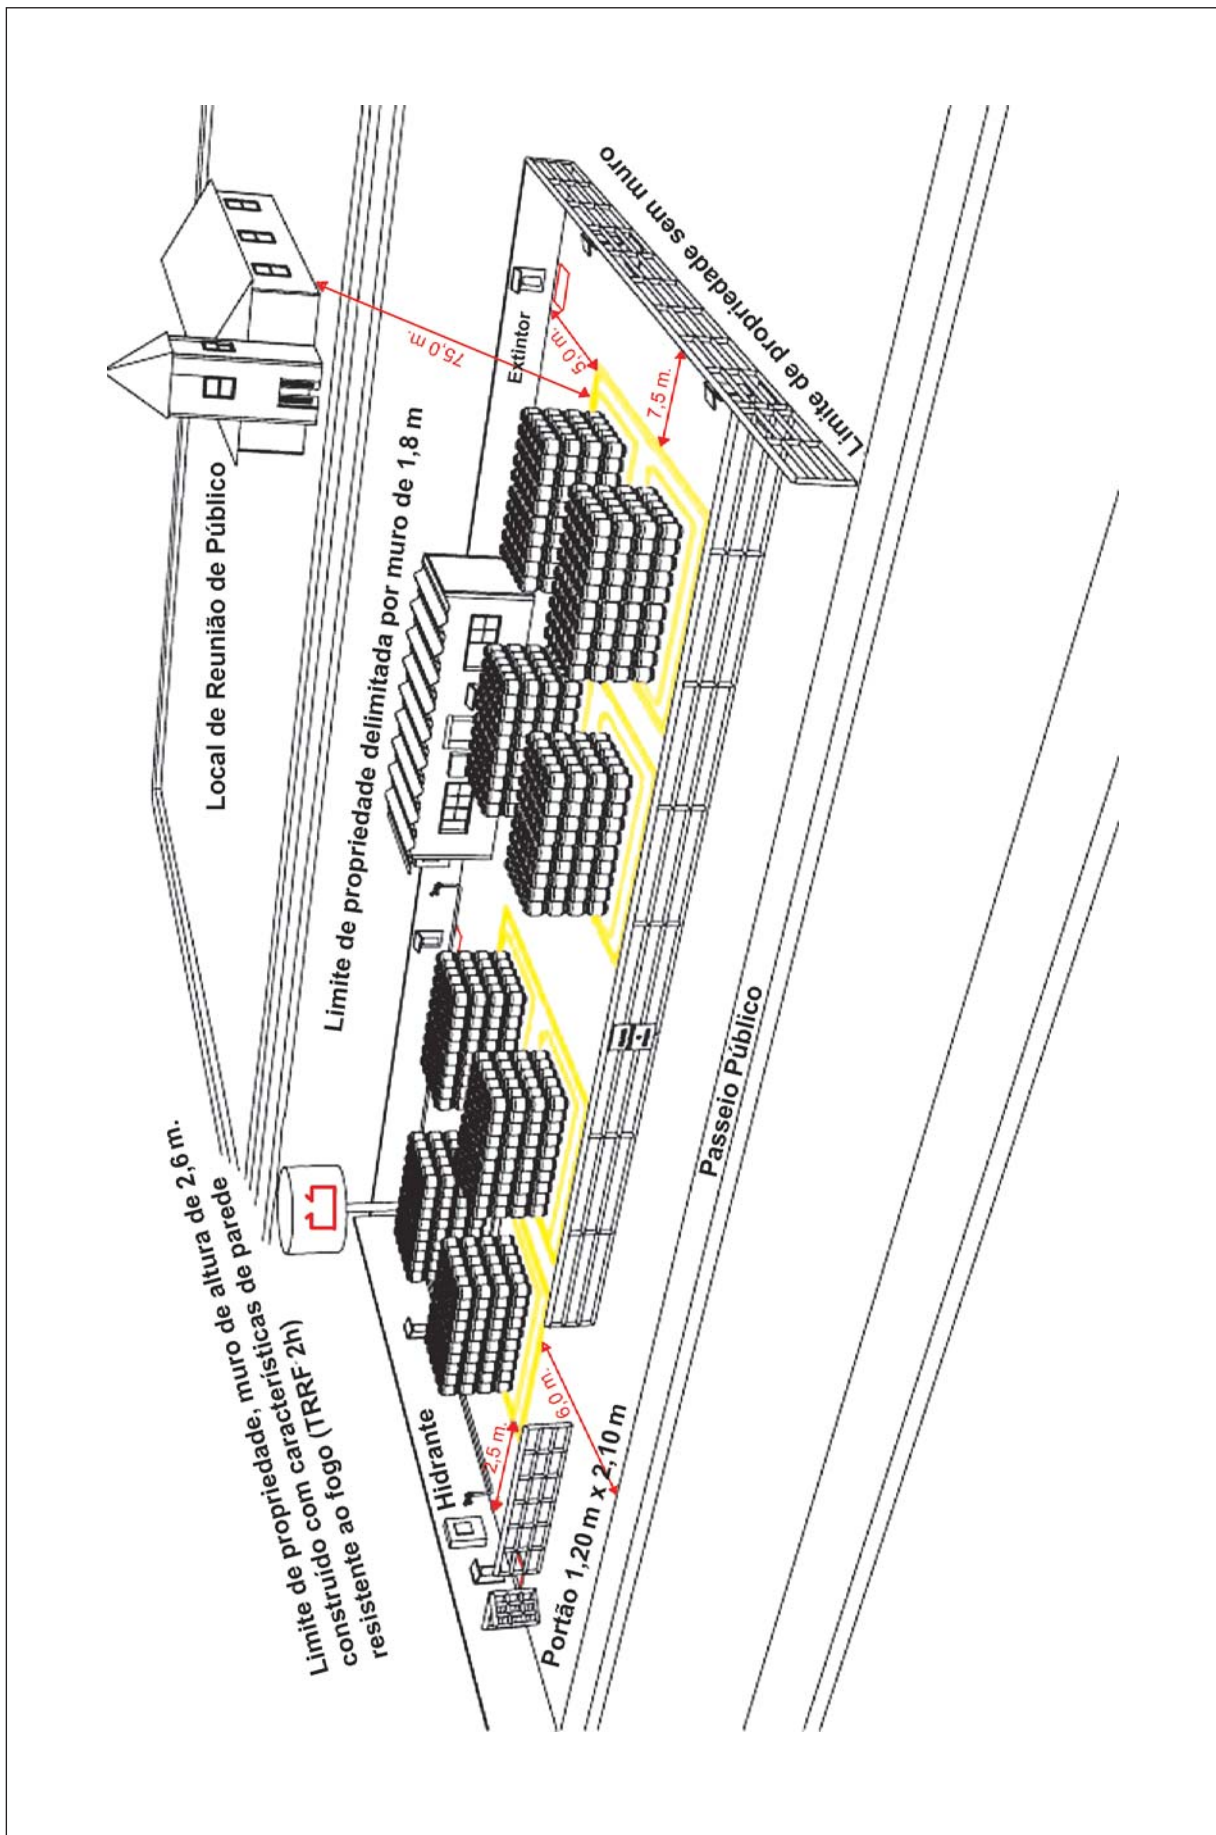 Local de Reunião de Público
75,0 m.
Limite de propriedade delimitada por muro de 1,8 m
Limite de propriedade, muro de altura de 2,6 m.
construído com características de parede
resistente ao fogo (TRRF 2h)
Extintor
5,0 m.
7,5 m.
Limite de propriedade sem muro
Hidrante
2,5 m.
6,0 m.
Portão 1,20 m x 2,10 m
Passeio Público